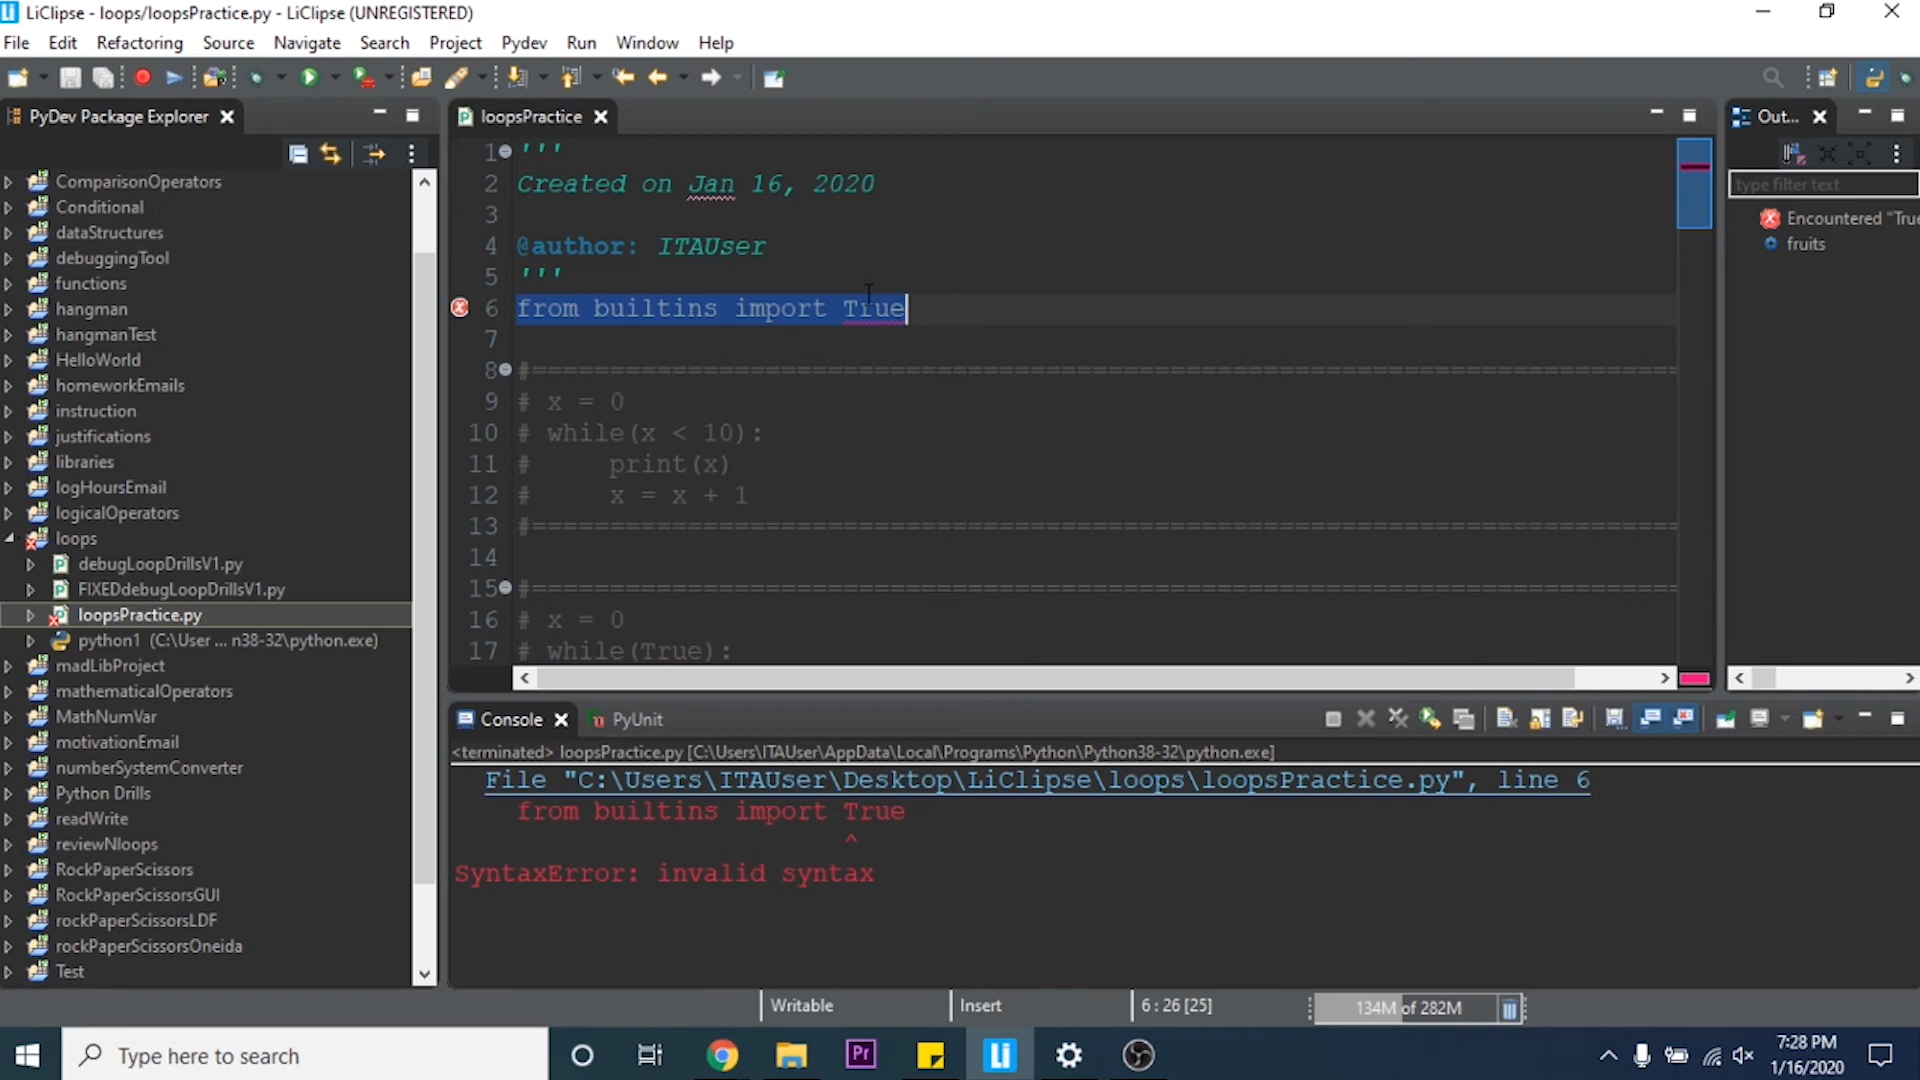 LiClipse - loops/loopsPractice.py - LiClipse (UNREGISTERED)
File Edit Refactoring Source Navigate Search Project Pydev Run Window Help
PyDev Package Explorer
ComparisonOperators
Conditional
dataStructures
debuggingTool
functions
hangman
hangmanTest
HelloWorld
homeworkEmails
instruction
justifications
libraries
logHoursEmail
logicalOperators
loops
debugLoopDrillsV1.py
FIXEDdebugLoopDrillsV1.py
loopsPractice.py
python1 (C:\User ... n38-32\python.exe)
madLibProject
mathematicalOperators
MathNumVar
motivationEmail
numberSystemConverter
Python Drills
readWrite
reviewNloops
RockPaperScissors
RockPaperScissorsGUI
rockPaperScissorsLDF
rockPaperScissorsOneida
Test
loopsPractice
1 '''
2 Created on Jan 16, 2020
3
4 @author: ITAUser
5 '''
6 from builtins import True
7
8 #==========================================================================
9 # x = 0
10 # while(x < 10):
11 #     print(x)
12 #     x = x + 1
13 #==========================================================================
14
15 #==========================================================================
16 # x = 0
17 # while(True):
Out...
type filter text
Encountered "True
fruits
Console PyUnit
<terminated> loopsPractice.py [C:\Users\ITAUser\AppData\Local\Programs\Python\Python38-32\python.exe]
File "C:\Users\ITAUser\Desktop\LiClipse\loops\loopsPractice.py", line 6
from builtins import True
^
SyntaxError: invalid syntax
Writable Insert 6 : 26 [25] 134M of 282M
Type here to search
Pr
Li
7:28 PM
1/16/2020